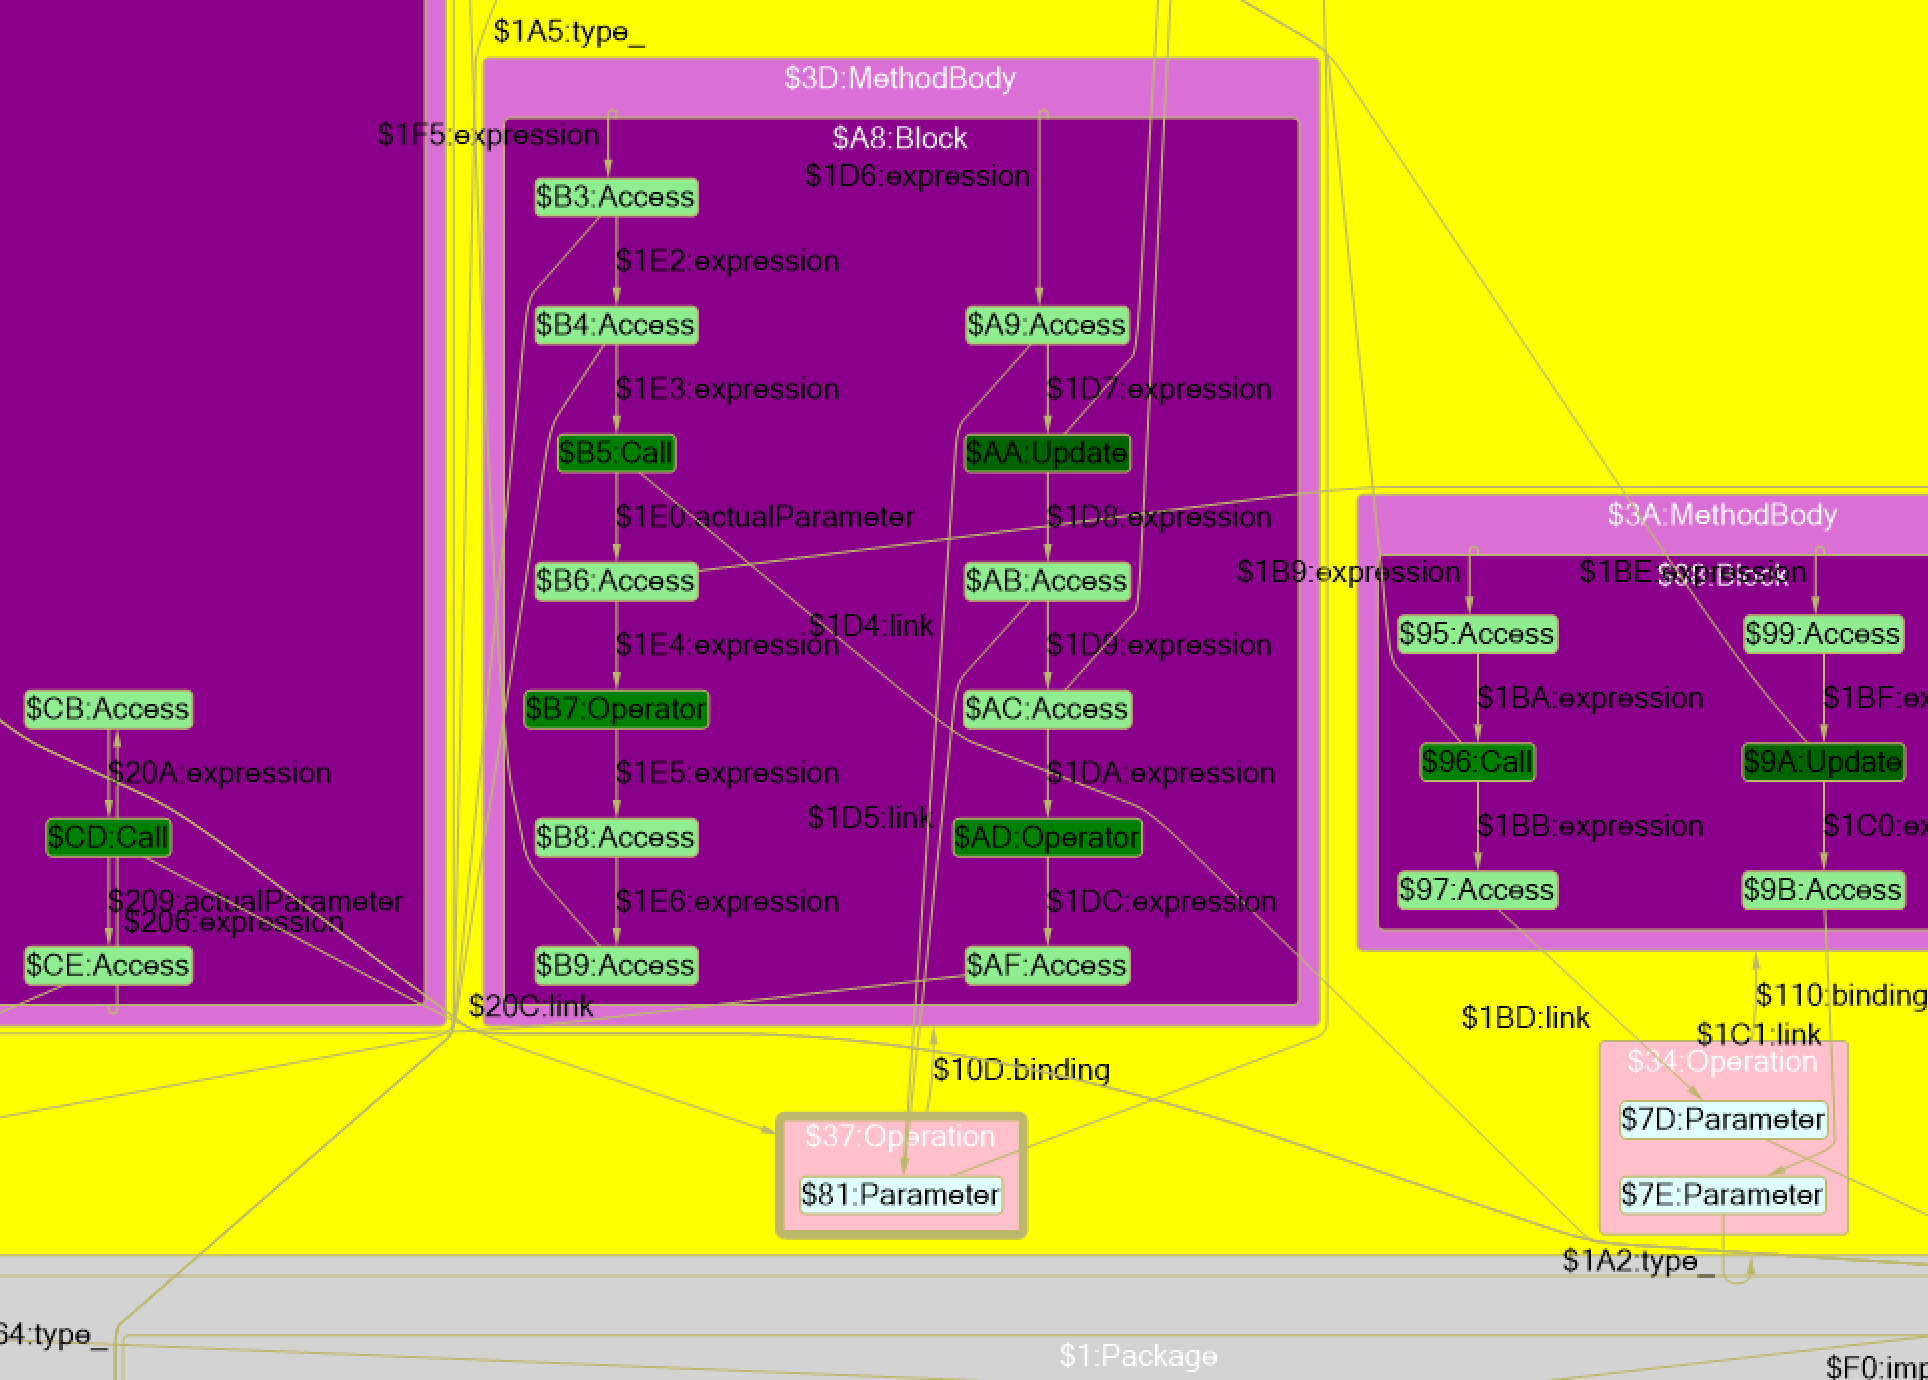 $1A5:type_
$3D:MethodBody
$1F5:expression
$A8:Block
$1D6:expression
$B3:Access
$1E2:expression
$B4:Access
$A9:Access
$1E3:expression
$1D7:expression
$B5:Call
$AA:Update
$1E0:actualParameter
$1D8:expression
$3A:MethodBody
$B6:Access
$AB:Access
$1B9:expression
$1BE:expression
$1D4:link
$95:Access
$99:Access
$1E4:expression
$1D9:expression
$CB:Access
$B7:Operator
$AC:Access
$1BA:expression
$1BF:ex
$20A:expression
$1E5:expression
$1DA:expression
$96:Call
$9A:Update
$1D5:link
$CD:Call
$B8:Access
$AD:Operator
$1BB:expression
$1C0:ex
$209:actualParameter
$206:expression
$1E6:expression
$1DC:expression
$97:Access
$9B:Access
$CE:Access
$B9:Access
$AF:Access
$20C:link
$1BD:link
$110:binding
$1C1:link
$10D:binding
$34:Operation
$37:Operation
$7D:Parameter
$81:Parameter
$7E:Parameter
$1A2:type_
64:type_
$1:Package
$F0:imp